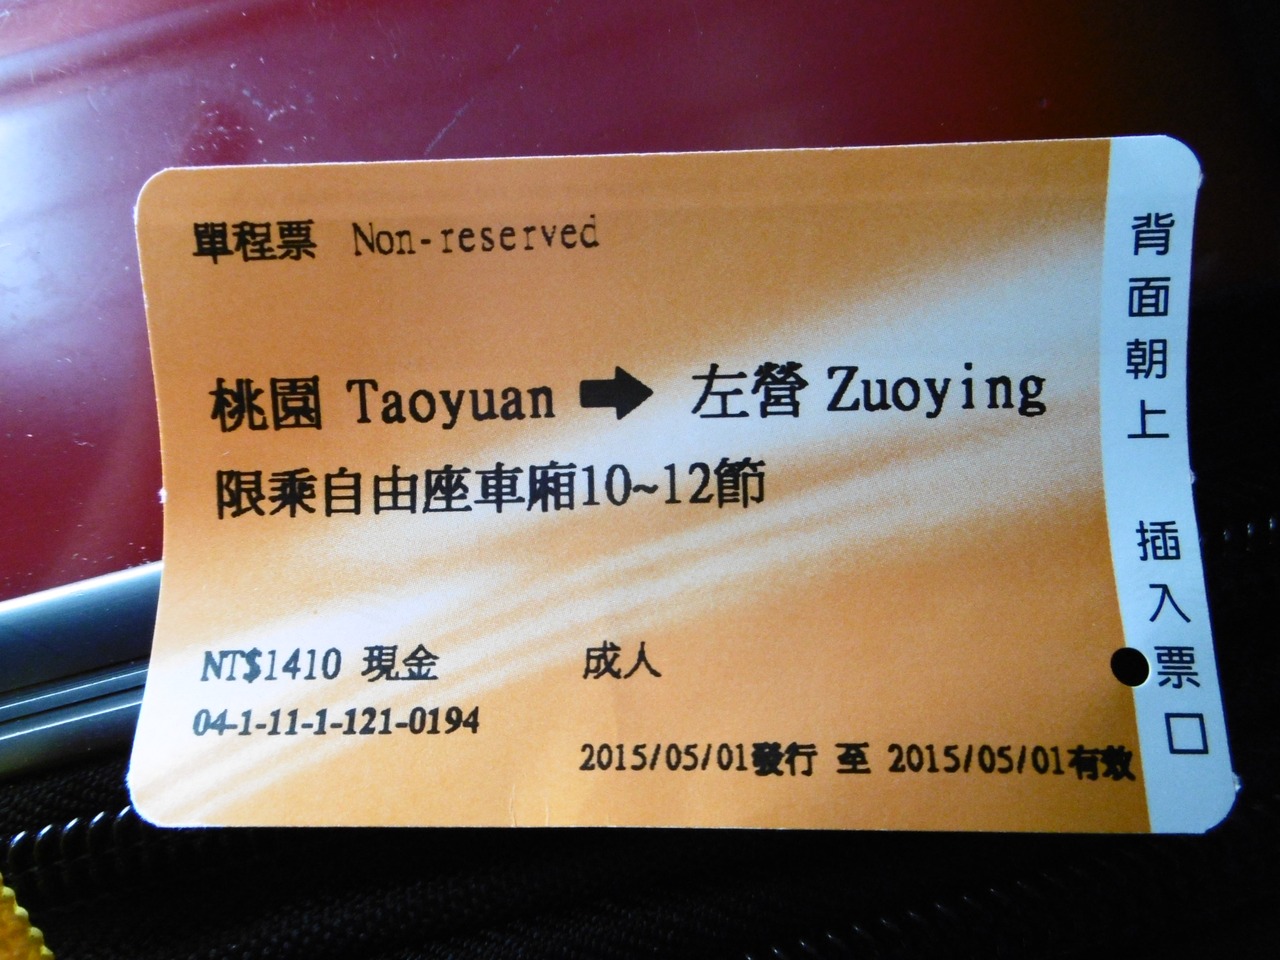 單程票 Non-reserved
桃園 Taoyuan ➡ 左營 Zuoying
限乘自由座車廂10~12節
NT$1410 現金 成人
04-1-11-1-121-0194
2015/05/01發行 至 2015/05/01有效
背面朝上 插入票口